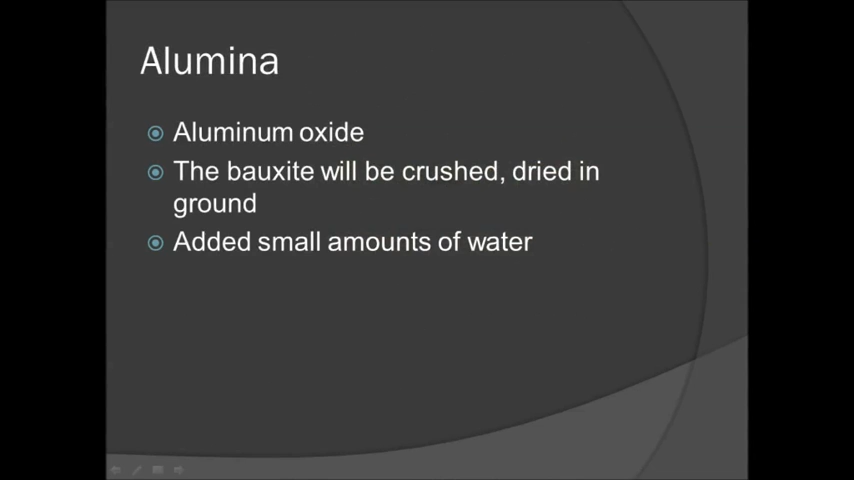 Alumina
Aluminum oxide
The bauxite will be crushed, dried in
ground
Added small amounts of water